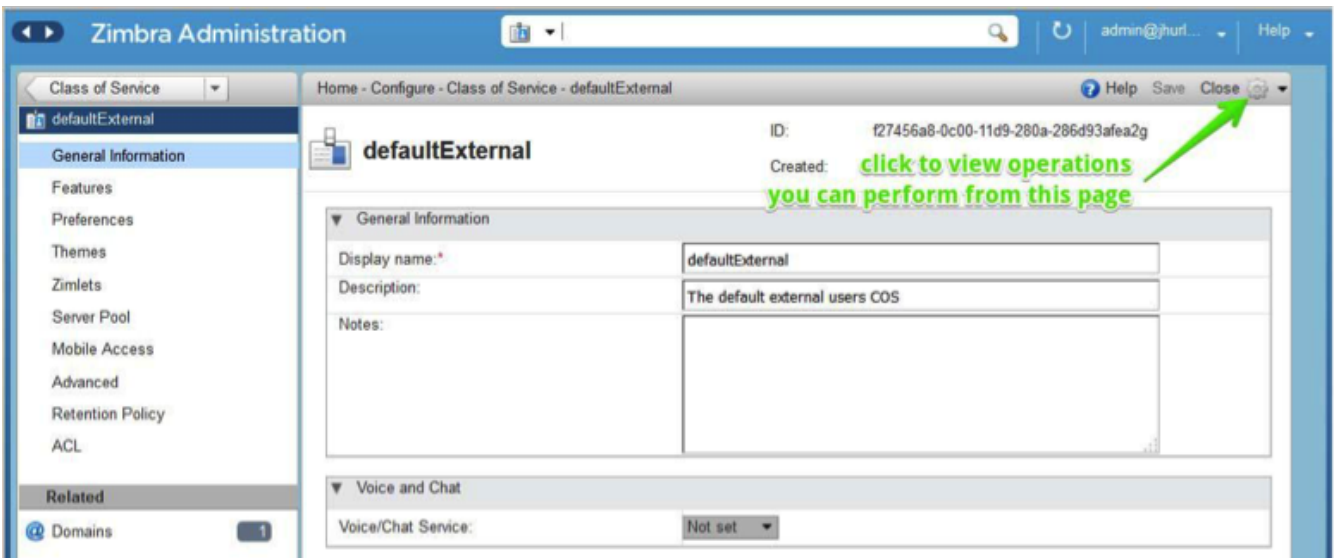 Zimbra Administration
admin@jhurl...
Help
Class of Service
Home - Configure - Class of Service - defaultExternal
Help Save Close
defaultExternal
General Information
Features
Preferences
Themes
Zimlets
Server Pool
Mobile Access
Advanced
Retention Policy
ACL
Related
Domains 1
defaultExternal
ID: f27456a8-0c00-11d9-280a-286d93afea2g
Created:
click to view operations
you can perform from this page
General Information
Display name:* defaultExternal
Description: The default external users COS
Notes:
Voice and Chat
Voice/Chat Service: Not set